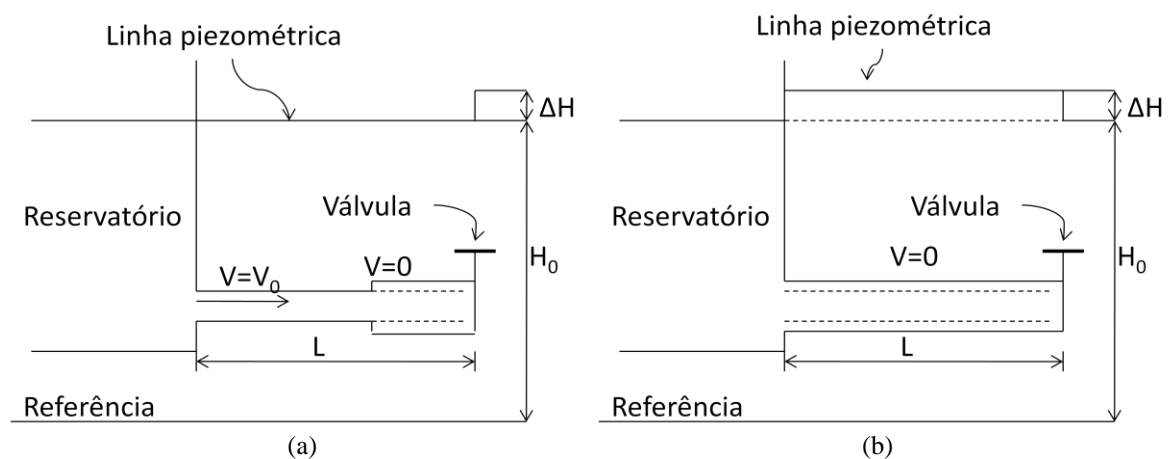 Linha piezométrica
ΔH
Reservatório
Válvula
H₀
V=V₀
V=0
L
Referência
(a)
Linha piezométrica
ΔH
Reservatório
Válvula
H₀
V=0
L
Referência
(b)